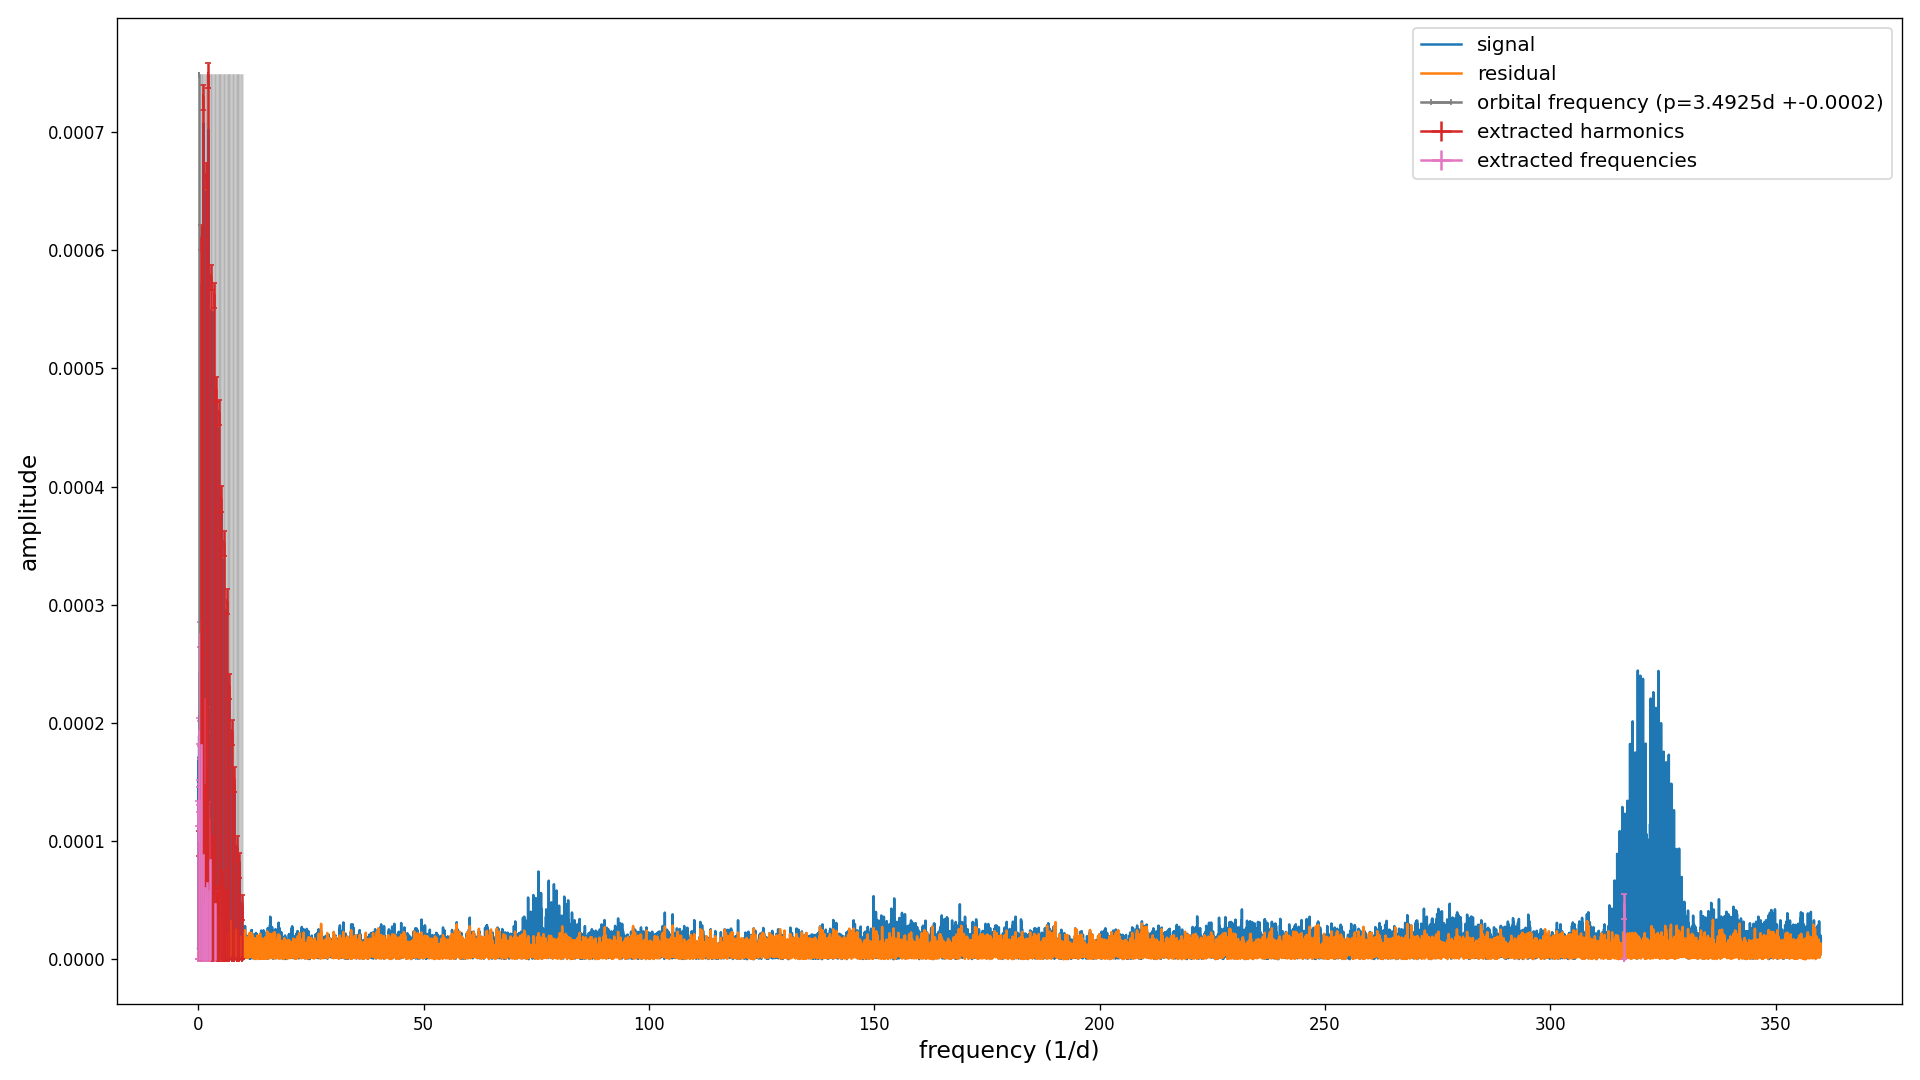 signal
residual
orbital frequency (p=3.4925d +-0.0002)
extracted harmonics
extracted frequencies
amplitude
0.0007
0.0006
0.0005
0.0004
0.0003
0.0002
0.0001
0.0000
0 50 100 150 200 250 300 350
frequency (1/d)